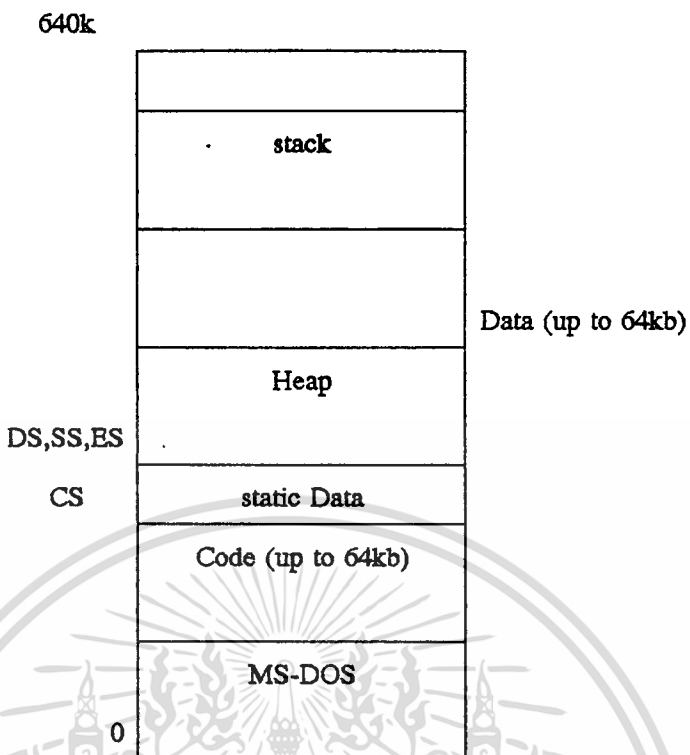 640k
stack
Data (up to 64kb)
Heap
DS,SS,ES
CS
static Data
Code (up to 64kb)
MS-DOS
0